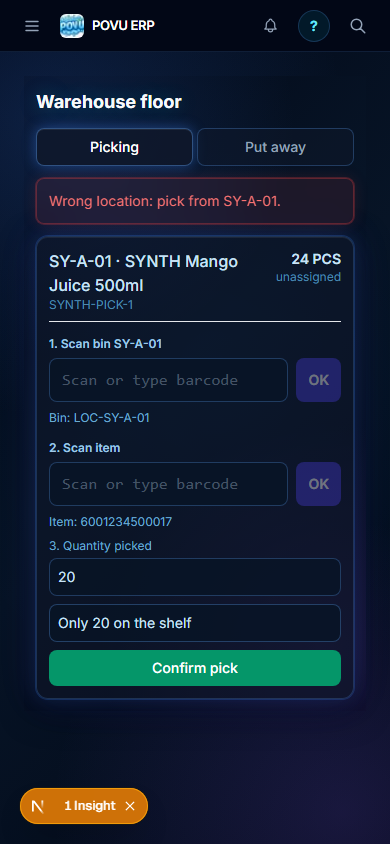 POVU
POVU ERP
?
Warehouse floor
Picking
Put away
Wrong location: pick from SY-A-01.
SY-A-01 · SYNTH Mango
Juice 500ml
24 PCS
unassigned
SYNTH-PICK-1
1. Scan bin SY-A-01
Scan or type barcode
OK
Bin: LOC-SY-A-01
2. Scan item
Scan or type barcode
OK
Item: 6001234500017
3. Quantity picked
20
Only 20 on the shelf
Confirm pick
N
1 Insight